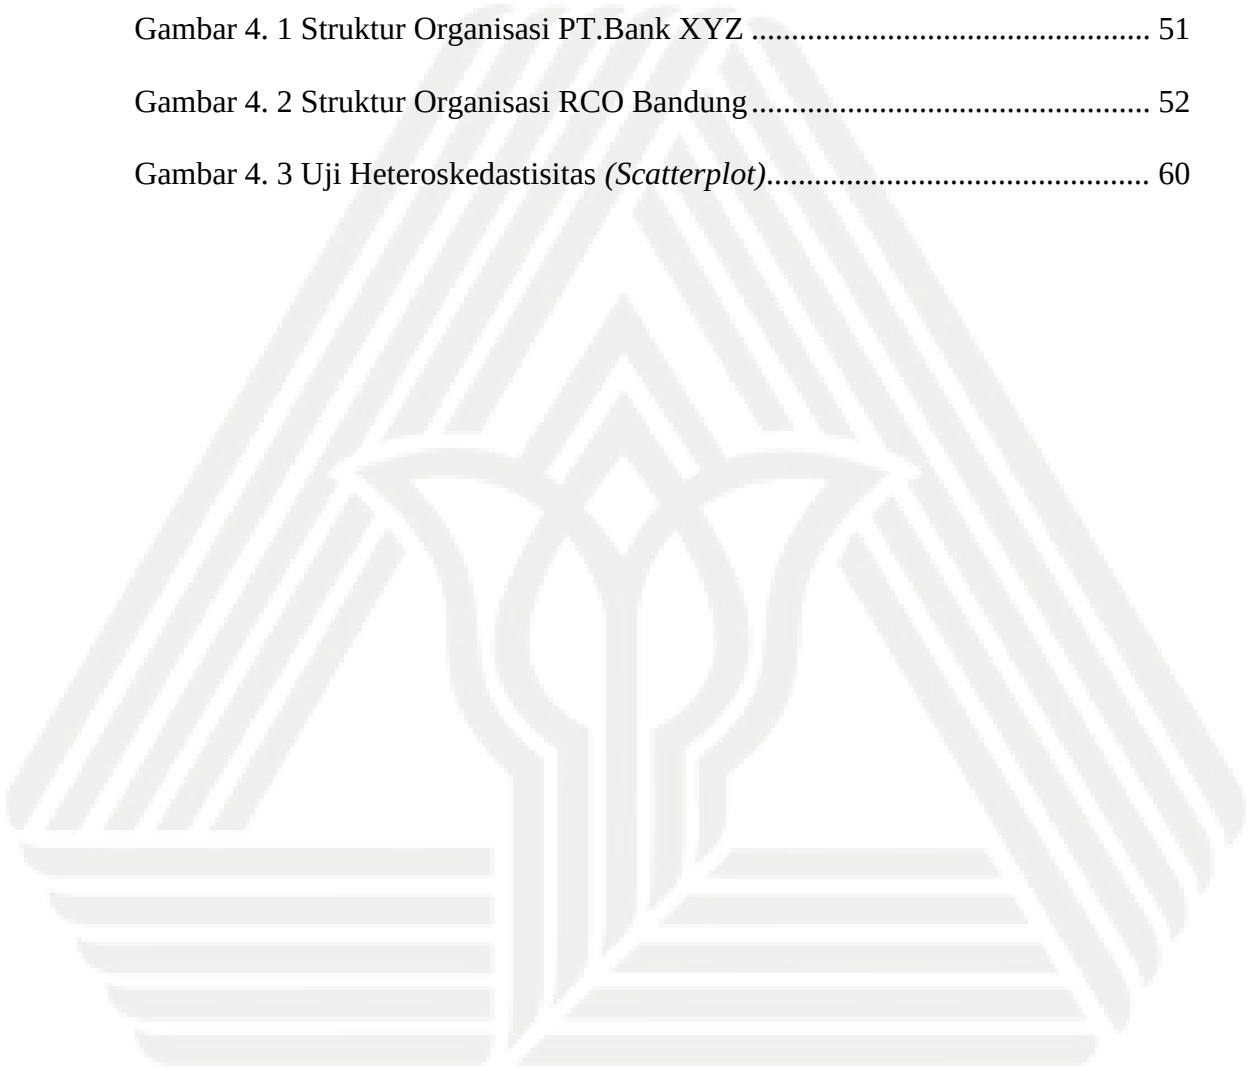 Gambar 4. 1 Struktur Organisasi PT.Bank XYZ .................................................. 51
Gambar 4. 2 Struktur Organisasi RCO Bandung .................................................. 52
Gambar 4. 3 Uji Heteroskedastisitas (Scatterplot)................................................ 60